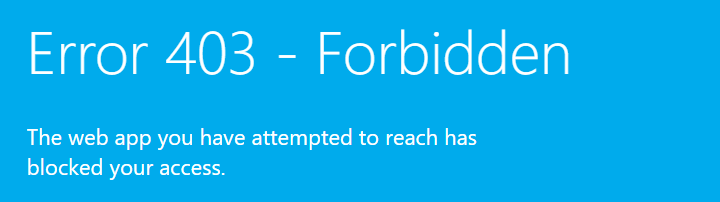 Error 403 - Forbidden
The web app you have attempted to reach has
blocked your access.